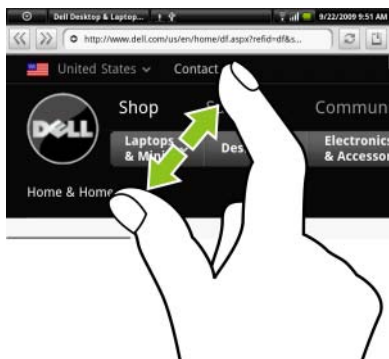 Dell Desktop & Laptop... 9/22/2009 9:51 AM
http://www.dell.com/us/en/home/df.aspx?refid=df&s...
United States Contact
DELL
Shop Commun
Laptops Des Electronics
& Mini & Accessor
Home & Home